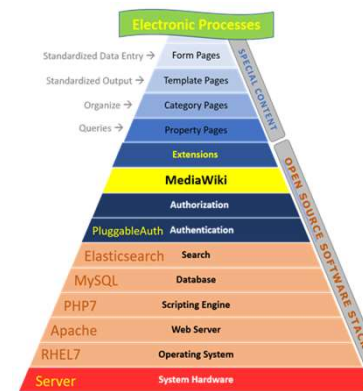 Electronic Processes
Standardized Data Entry → Form Pages
Standardized Output → Template Pages
Organize → Category Pages
Queries → Property Pages
SPECIAL CONTENT
Extensions
MediaWiki
Authorization
PluggableAuth Authentication
Elasticsearch Search
MySQL Database
PHP7 Scripting Engine
Apache Web Server
RHEL7 Operating System
Server System Hardware
OPEN SOURCE SOFTWARE STACK